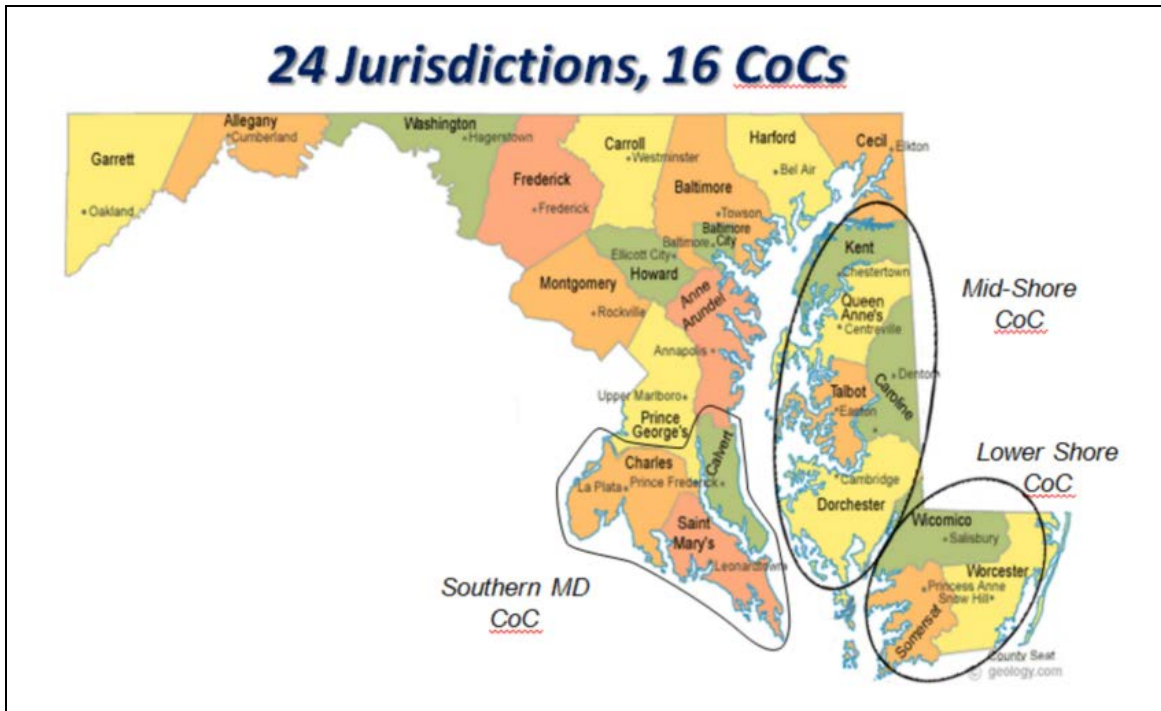 24 Jurisdictions, 16 CoCs
Garrett
Oakland
Allegany
Cumberland
Washington
Hagerstown
Frederick
Frederick
Carroll
Westminster
Baltimore
Towson
Harford
Bel Air
Cecil
Elkton
Baltimore
City
Baltimore
Ellicott City
Howard
Montgomery
Rockville
Anne
Arundel
Annapolis
Upper Marlboro
Prince
George's
Kent
Chestertown
Queen
Anne's
Centreville
Talbot
Easton
Caroline
Denton
Cambridge
Dorchester
Mid-Shore
CoC
Lower Shore
CoC
Charles
La Plata
Prince Frederick
Calvert
Saint
Mary's
Leonardtown
Southern MD
CoC
Wicomico
Salisbury
Worcester
Princess Anne
Snow Hill
Somerset
County Seat
© geology.com